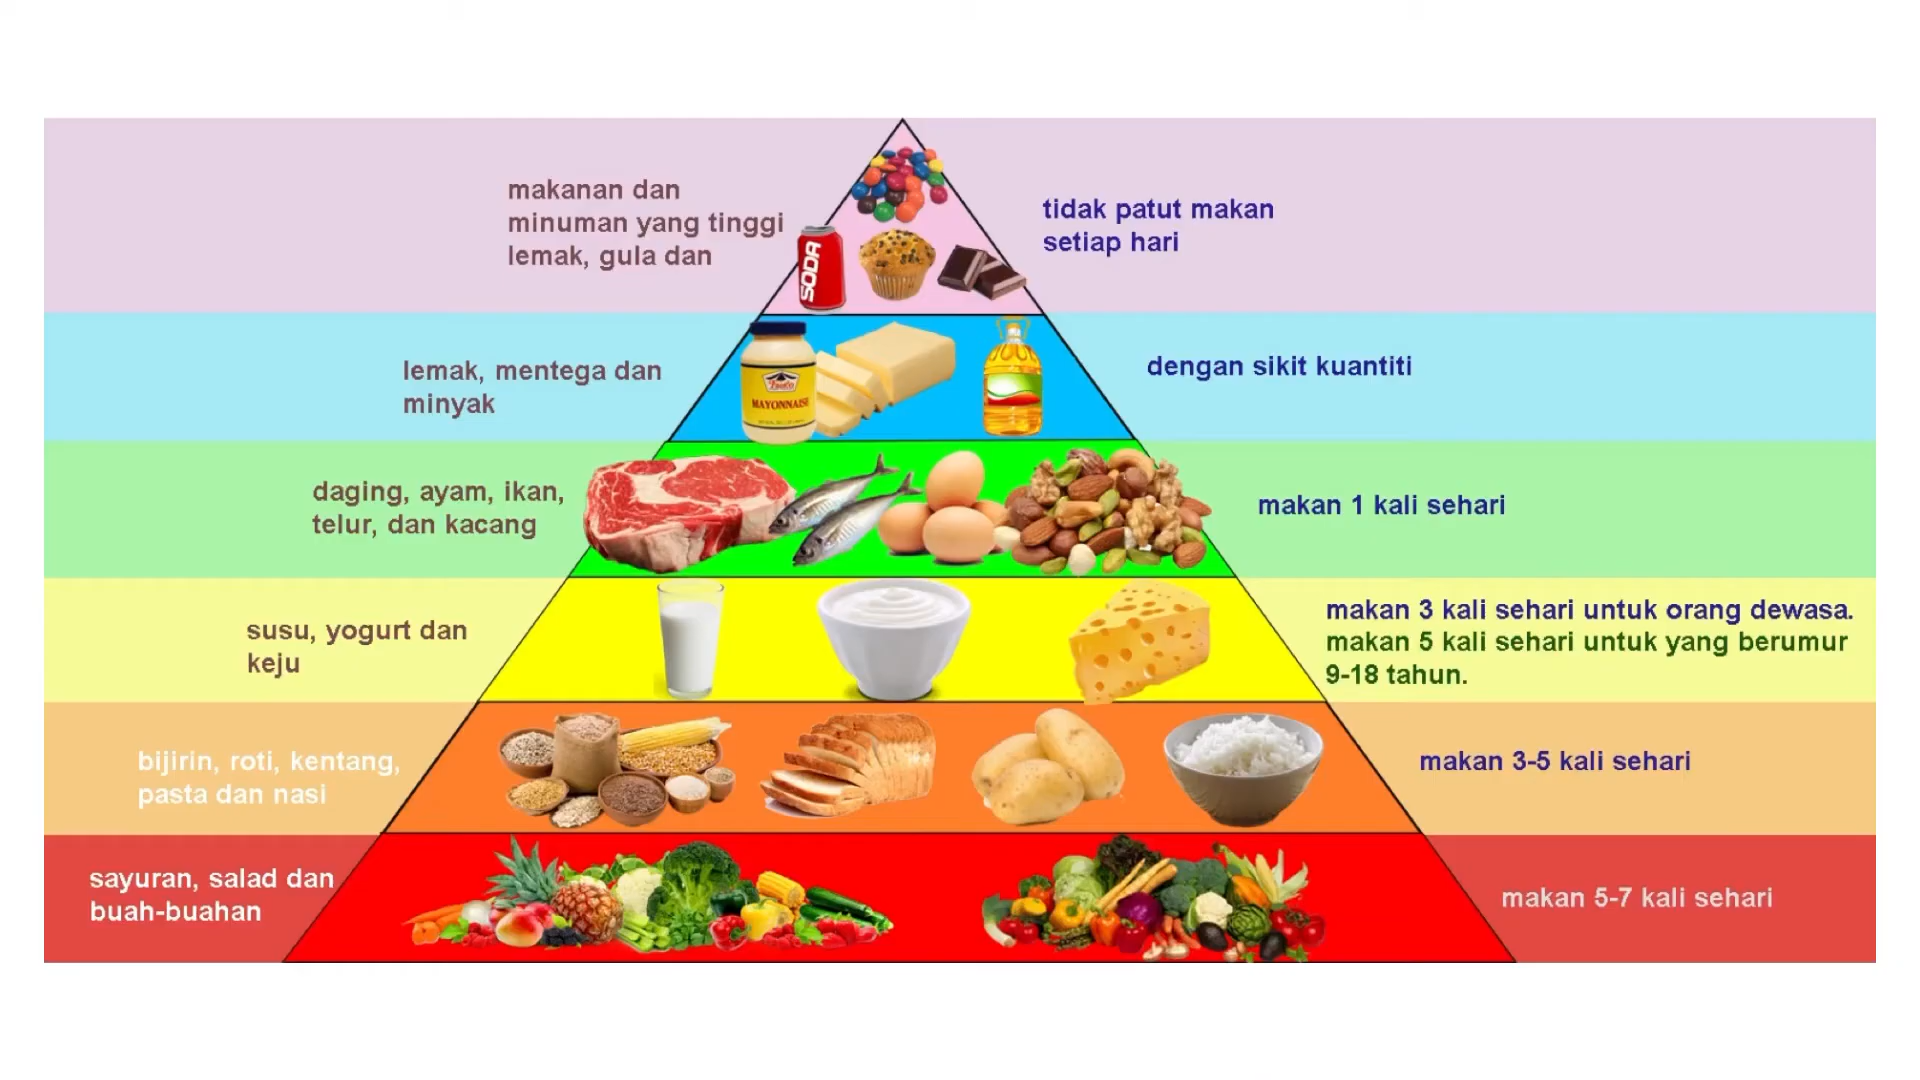 makanan dan
minuman yang tinggi
lemak, gula dan
tidak patut makan
setiap hari
SODA
lemak, mentega dan
minyak
MAYONNAISE
dengan sikit kuantiti
daging, ayam, ikan,
telur, dan kacang
makan 1 kali sehari
susu, yogurt dan
keju
makan 3 kali sehari untuk orang dewasa.
makan 5 kali sehari untuk yang berumur
9-18 tahun.
bijirin, roti, kentang,
pasta dan nasi
makan 3-5 kali sehari
sayuran, salad dan
buah-buahan
makan 5-7 kali sehari